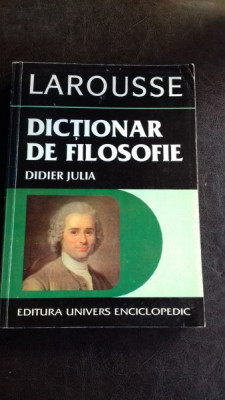 LAROUSSE
DICȚIONAR
DE FILOSOFIE
DIDIER JULIA
EDITURA UNIVERS ENCICLOPEDIC